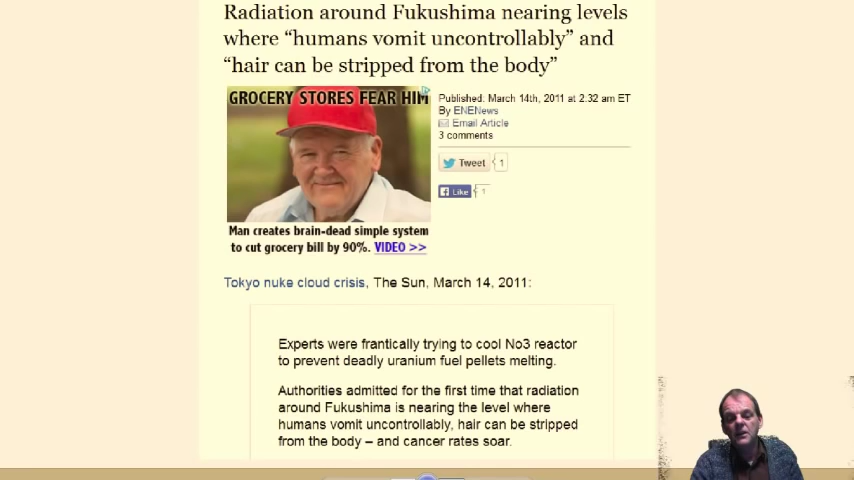 Radiation around Fukushima nearing levels
where “humans vomit uncontrollably” and
“hair can be stripped from the body”
GROCERY STORES FEAR HIM
Man creates brain-dead simple system
to cut grocery bill by 90%. VIDEO >>
Published: March 14th, 2011 at 2:32 am ET
By ENENews
Email Article
3 comments
Tweet 1
Like 1
Tokyo nuke cloud crisis, The Sun, March 14, 2011:
Experts were frantically trying to cool No3 reactor
to prevent deadly uranium fuel pellets melting.
Authorities admitted for the first time that radiation
around Fukushima is nearing the level where
humans vomit uncontrollably, hair can be stripped
from the body – and cancer rates soar.